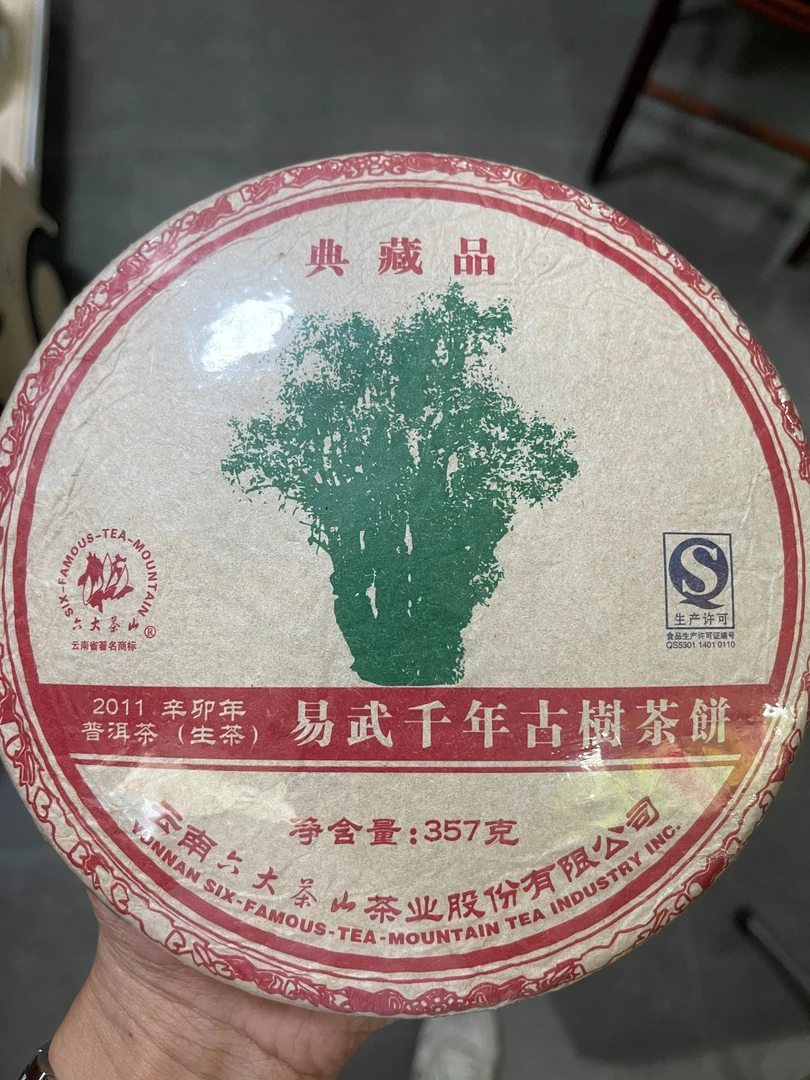 典藏品
SIX-FAMOUS-TEA-MOUNTAIN
六大茶山®
云南省著名商标
S
生产许可
食品生产许可证编号
QS5301 1401 0110
2011 辛卯年
普洱茶（生茶）
易武千年古樹茶餅
净含量:357克
云南六大茶山茶业股份有限公司
YUNNAN SIX-FAMOUS-TEA-MOUNTAIN TEA INDUSTRY INC.